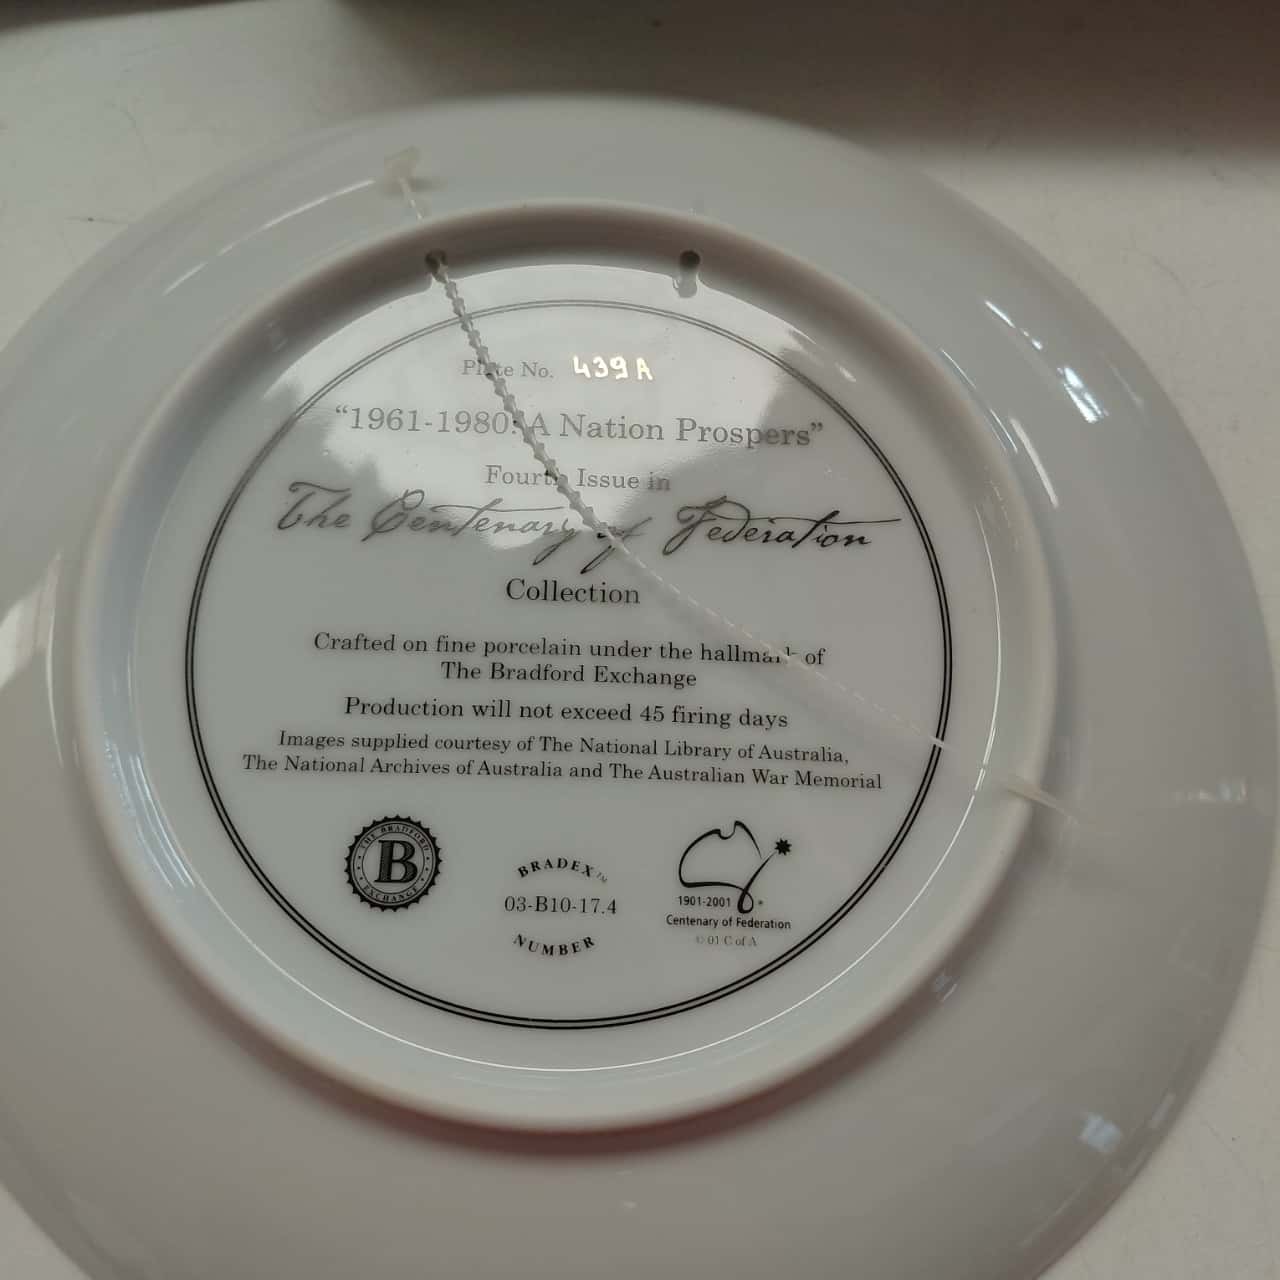 Plate No. 439A
“1961-1980: A Nation Prospers”
Fourth Issue in
The Centenary of Federation
Collection
Crafted on fine porcelain under the hallmark of
The Bradford Exchange
Production will not exceed 45 firing days
Images supplied courtesy of The National Library of Australia,
The National Archives of Australia and The Australian War Memorial
THE BRADFORD
B
EXCHANGE
BRADEX™
03-B10-17.4
NUMBER
1901-2001
Centenary of Federation
© 01 C of A